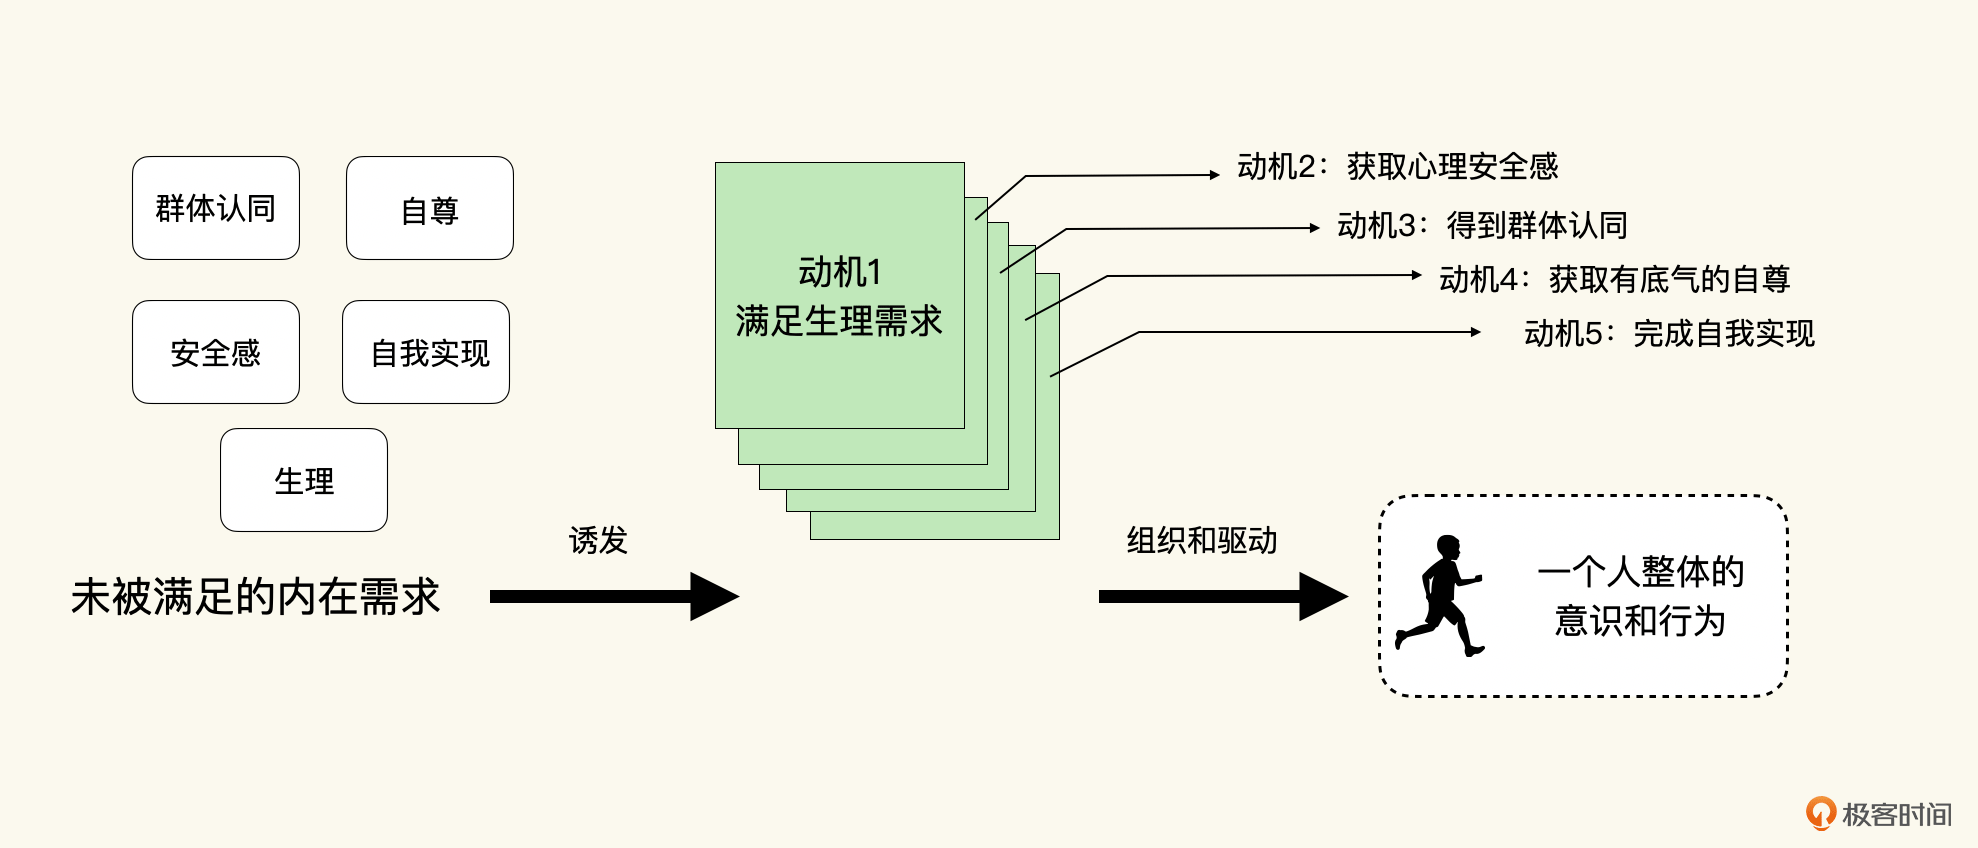 群体认同
自尊
安全感
自我实现
生理
未被满足的内在需求
诱发
动机1
满足生理需求
动机2：获取心理安全感
动机3：得到群体认同
动机4：获取有底气的自尊
动机5：完成自我实现
组织和驱动
一个人整体的
意识和行为
极客时间